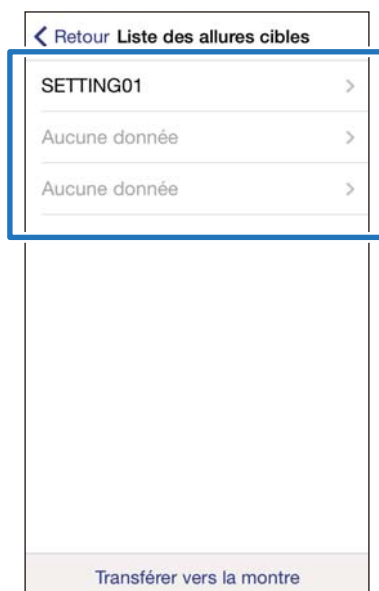 Retour Liste des allures cibles
SETTING01
Aucune donnée
Aucune donnée
Transférer vers la montre